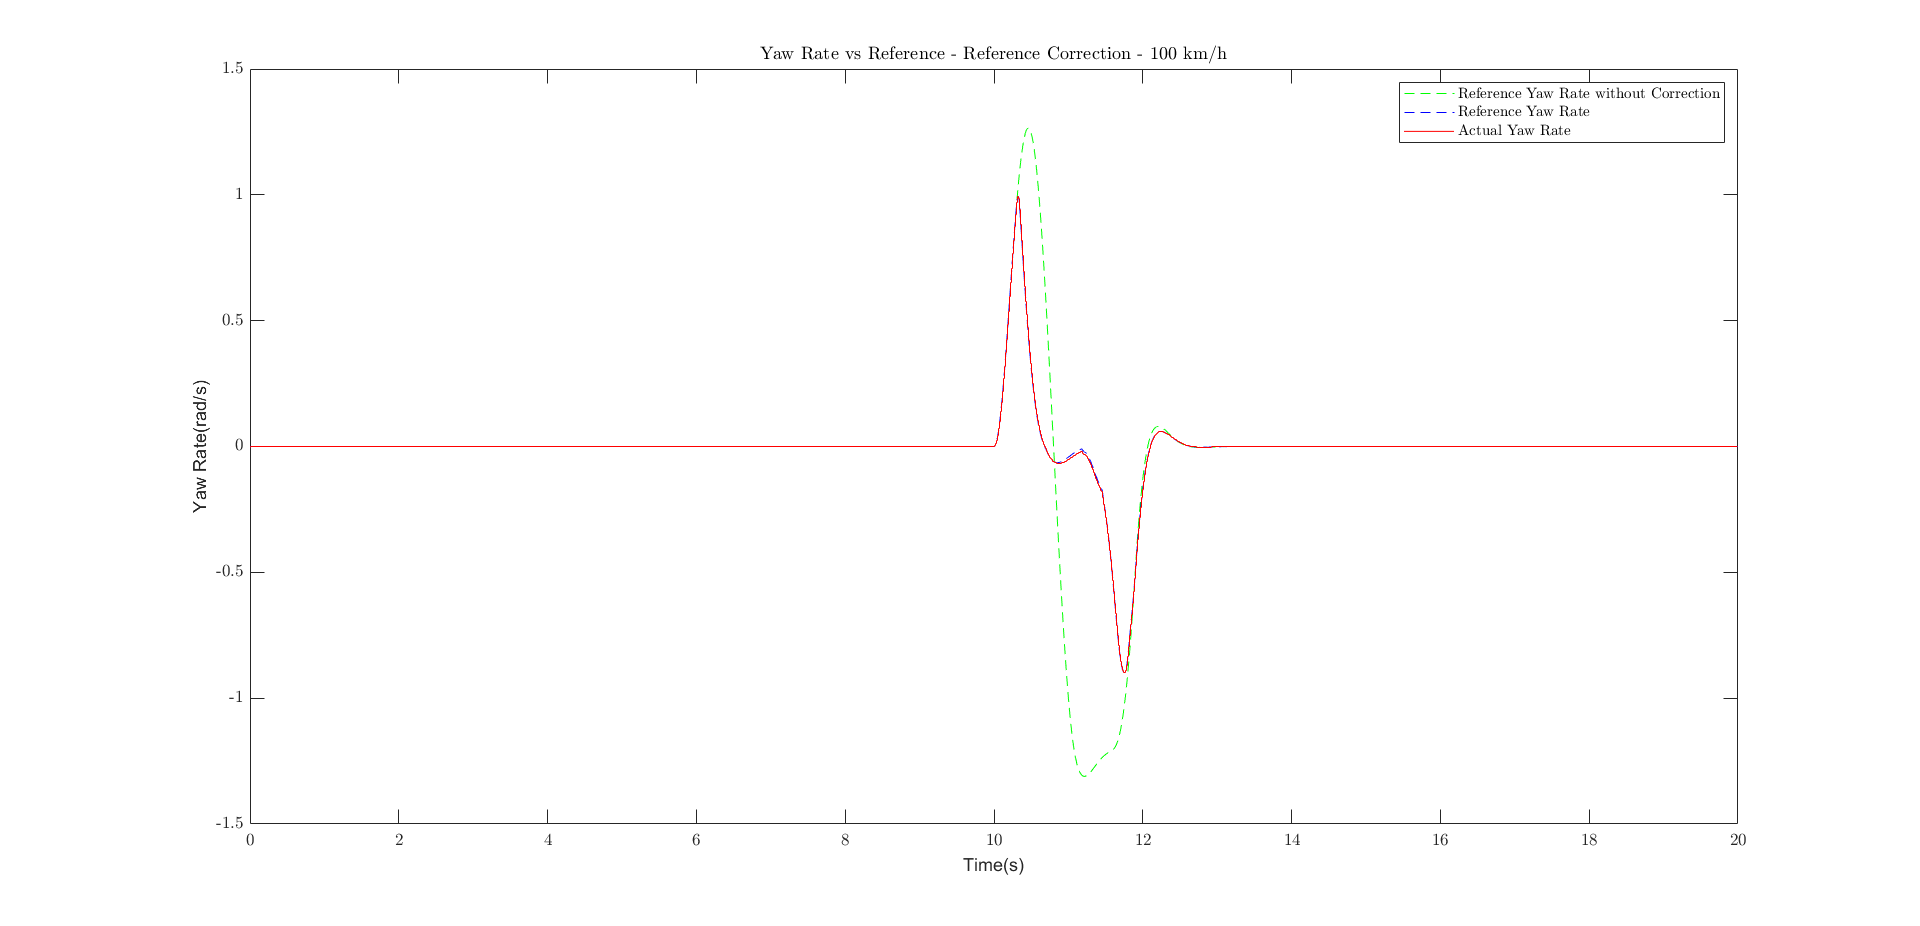 Yaw Rate vs Reference - Reference Correction - 100 km/h
1.5
1
0.5
0
-0.5
-1
-1.5
Yaw Rate(rad/s)
Reference Yaw Rate without Correction
Reference Yaw Rate
Actual Yaw Rate
0 2 4 6 8 10 12 14 16 18 20
Time(s)